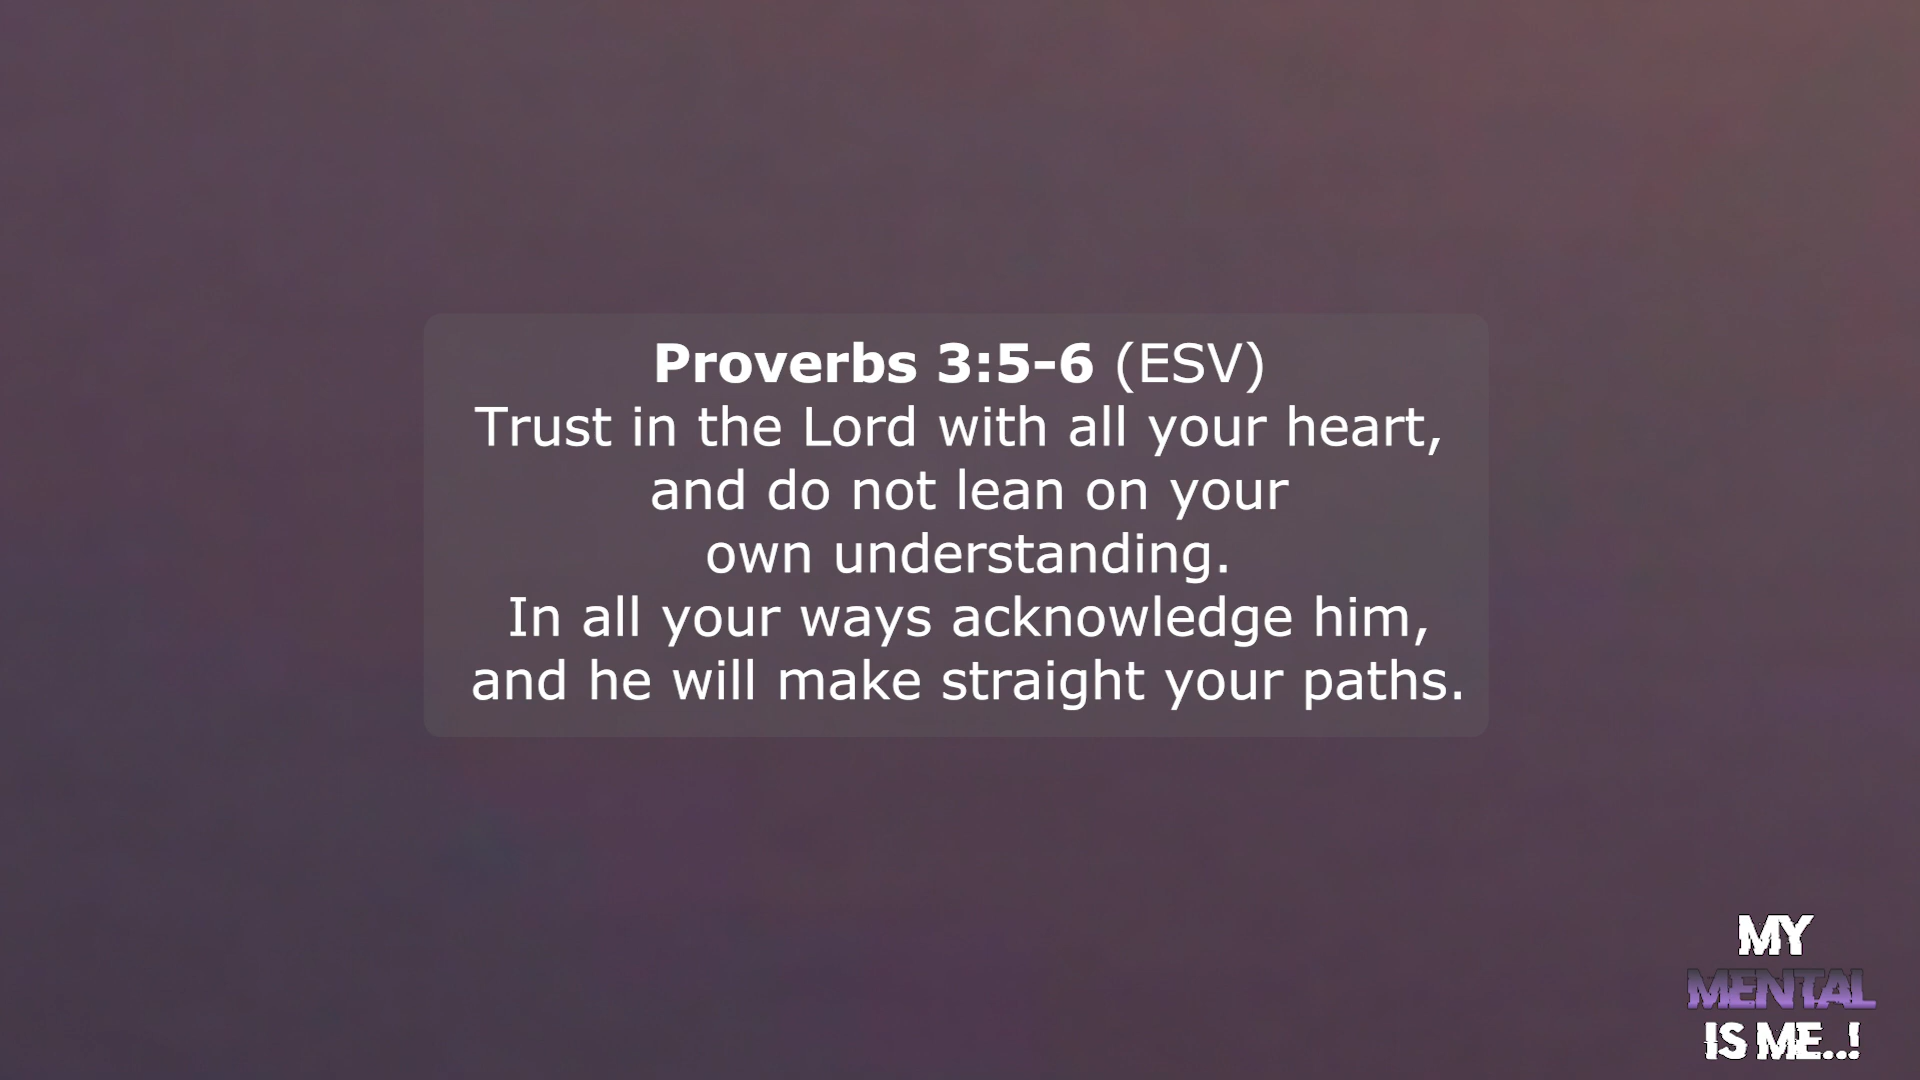 Proverbs 3:5-6 (ESV)
Trust in the Lord with all your heart,
and do not lean on your
own understanding.
In all your ways acknowledge him,
and he will make straight your paths.
MY
MENTAL
IS ME..!